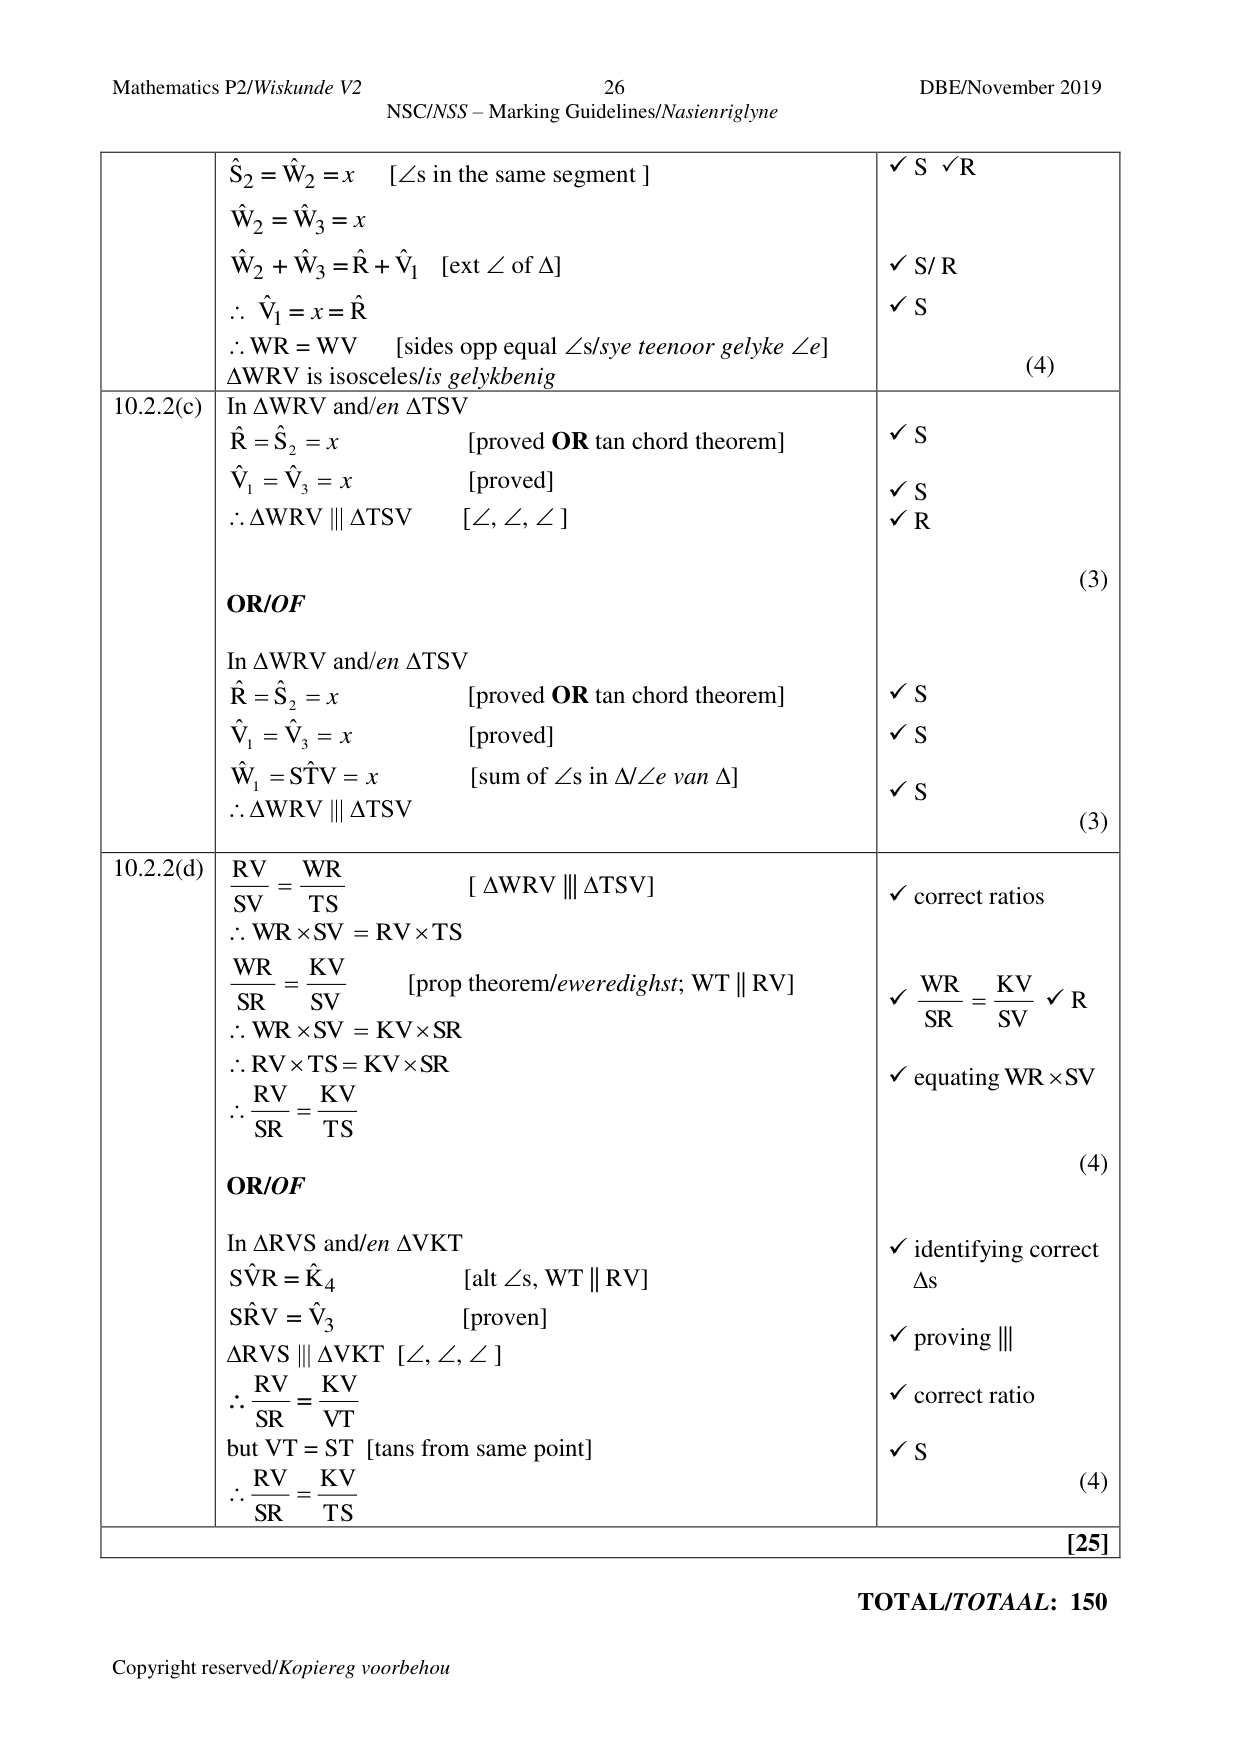 Mathematics P2/Wiskunde V2 26 DBE/November 2019
NSC/NSS – Marking Guidelines/Nasienriglyne
Ŝ₂ = Ŵ₂ = x [∠s in the same segment ] ✓ S ✓R
Ŵ₂ = Ŵ₃ = x
Ŵ₂ + Ŵ₃ = R̂ + V̂₁ [ext ∠ of Δ] ✓ S/ R
∴ V̂₁ = x = R̂ ✓ S
∴ WR = WV [sides opp equal ∠s/sye teenoor gelyke ∠e]
ΔWRV is isosceles/is gelykbenig (4)
10.2.2(c) In ΔWRV and/en ΔTSV
R̂ = Ŝ₂ = x [proved OR tan chord theorem] ✓ S
V̂₁ = V̂₃ = x [proved] ✓ S
∴ ΔWRV ||| ΔTSV [∠, ∠, ∠ ] ✓ R
(3)
OR/OF
In ΔWRV and/en ΔTSV
R̂ = Ŝ₂ = x [proved OR tan chord theorem] ✓ S
V̂₁ = V̂₃ = x [proved] ✓ S
Ŵ₁ = ST̂V = x [sum of ∠s in Δ/∠e van Δ] ✓ S
∴ ΔWRV ||| ΔTSV
(3)
10.2.2(d) RV/SV = WR/TS [ ΔWRV ||| ΔTSV] ✓ correct ratios
∴ WR × SV = RV × TS
WR/SR = KV/SV [prop theorem/eweredighst; WT || RV] ✓ WR/SR = KV/SV ✓ R
∴ WR × SV = KV × SR
∴ RV × TS = KV × SR ✓ equating WR × SV
∴ RV/SR = KV/TS
(4)
OR/OF
In ΔRVS and/en ΔVKT ✓ identifying correct
Δs
SV̂R = K̂₄ [alt ∠s, WT || RV]
SR̂V = V̂₃ [proven] ✓ proving |||
ΔRVS ||| ΔVKT [∠, ∠, ∠ ]
∴ RV/SR = KV/VT ✓ correct ratio
but VT = ST [tans from same point] ✓ S
∴ RV/SR = KV/TS (4)
[25]
TOTAL/TOTAAL: 150
Copyright reserved/Kopiereg voorbehou